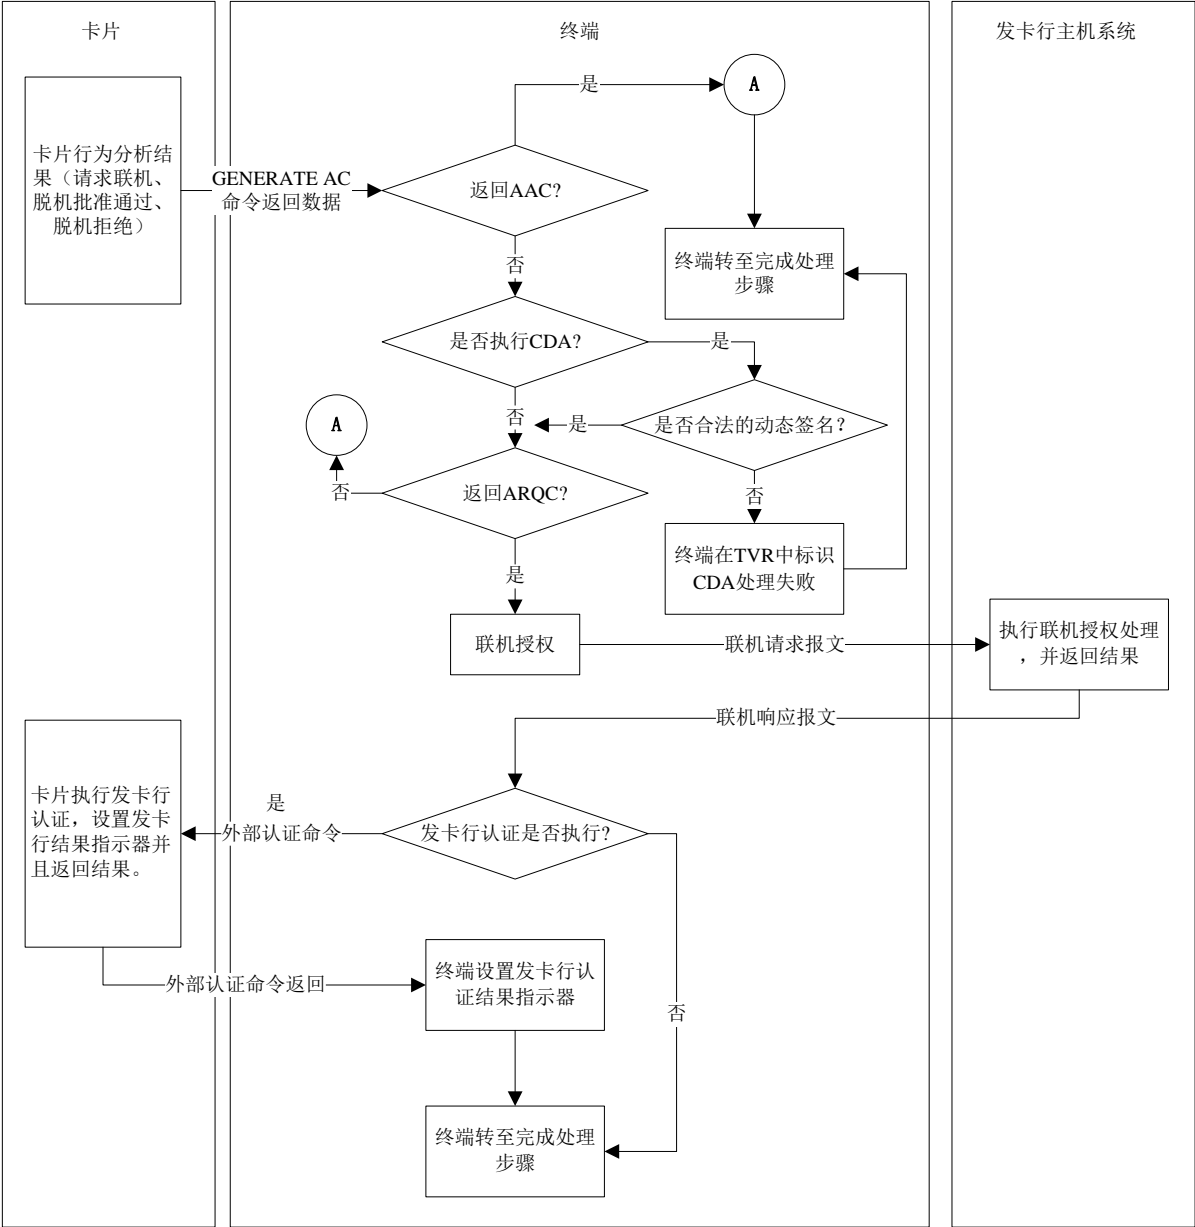 卡片
终端
发卡行主机系统
是
A
卡片行为分析结
果（请求联机、
脱机批准通过、
脱机拒绝）
GENERATE AC
命令返回数据
返回AAC?
终端转至完成处理
步骤
否
是否执行CDA?
是
A
否
是
是否合法的动态签名？
否
返回ARQC?
否
终端在TVR中标识
CDA处理失败
是
联机授权
联机请求报文
执行联机授权处理
，并返回结果
联机响应报文
卡片执行发卡行
认证，设置发卡
行结果指示器并
且返回结果。
是
外部认证命令
发卡行认证是否执行?
外部认证命令返回
终端设置发卡行认
证结果指示器
否
终端转至完成处理
步骤